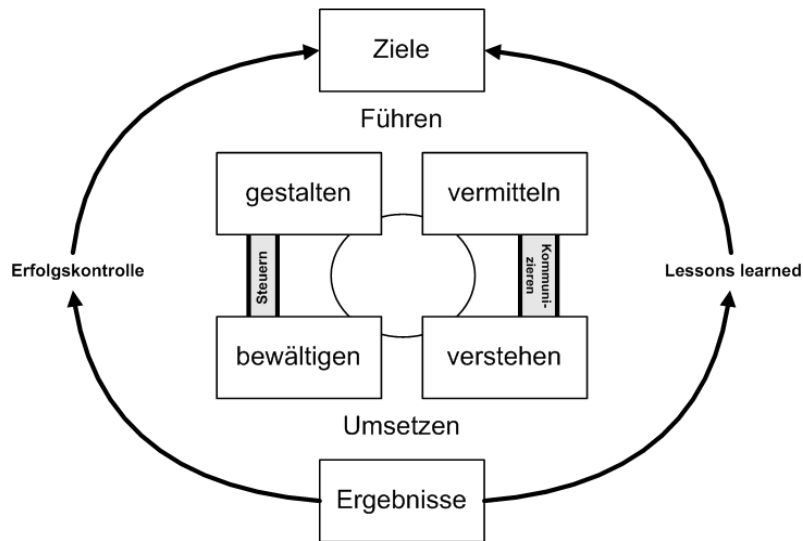 Ziele
Führen
gestalten
vermitteln
Erfolgskontrolle
Steuern
Kommuni-
zieren
Lessons learned
bewältigen
verstehen
Umsetzen
Ergebnisse